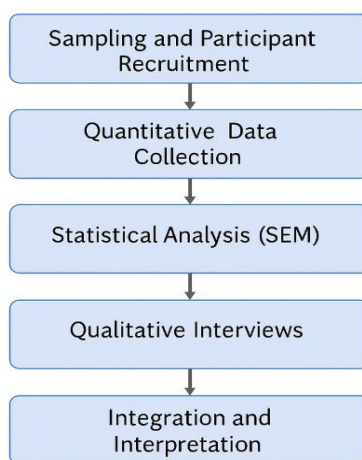 Sampling and Participant
Recruitment
Quantitative Data
Collection
Statistical Analysis (SEM)
Qualitative Interviews
Integration and
Interpretation